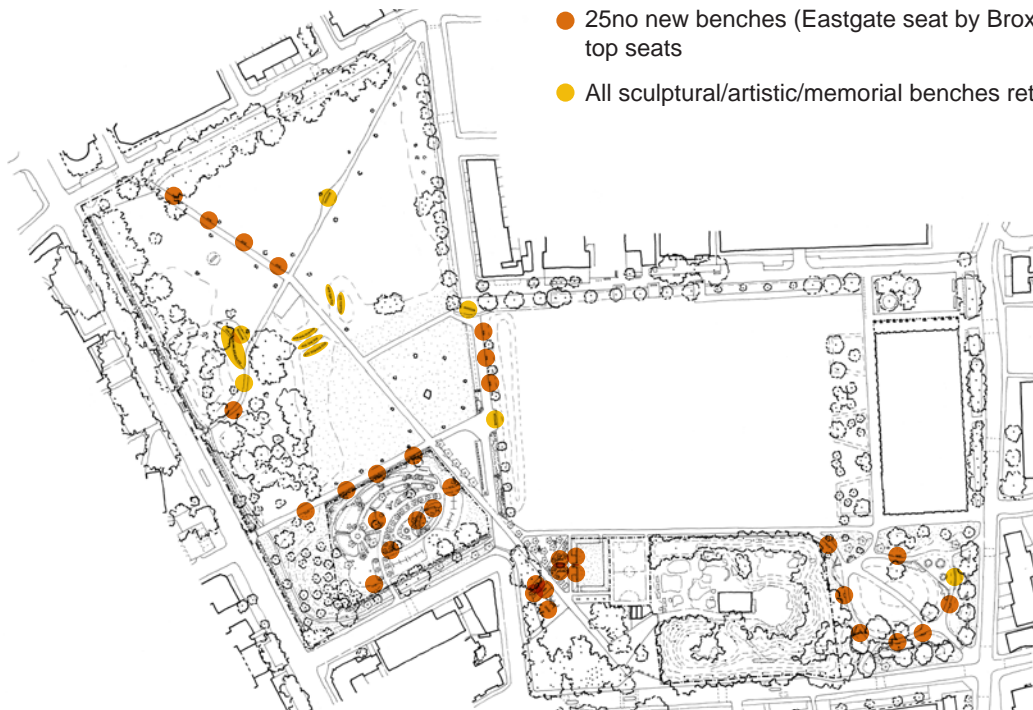 25no new benches (Eastgate seat by Brox
top seats
All sculptural/artistic/memorial benches ret